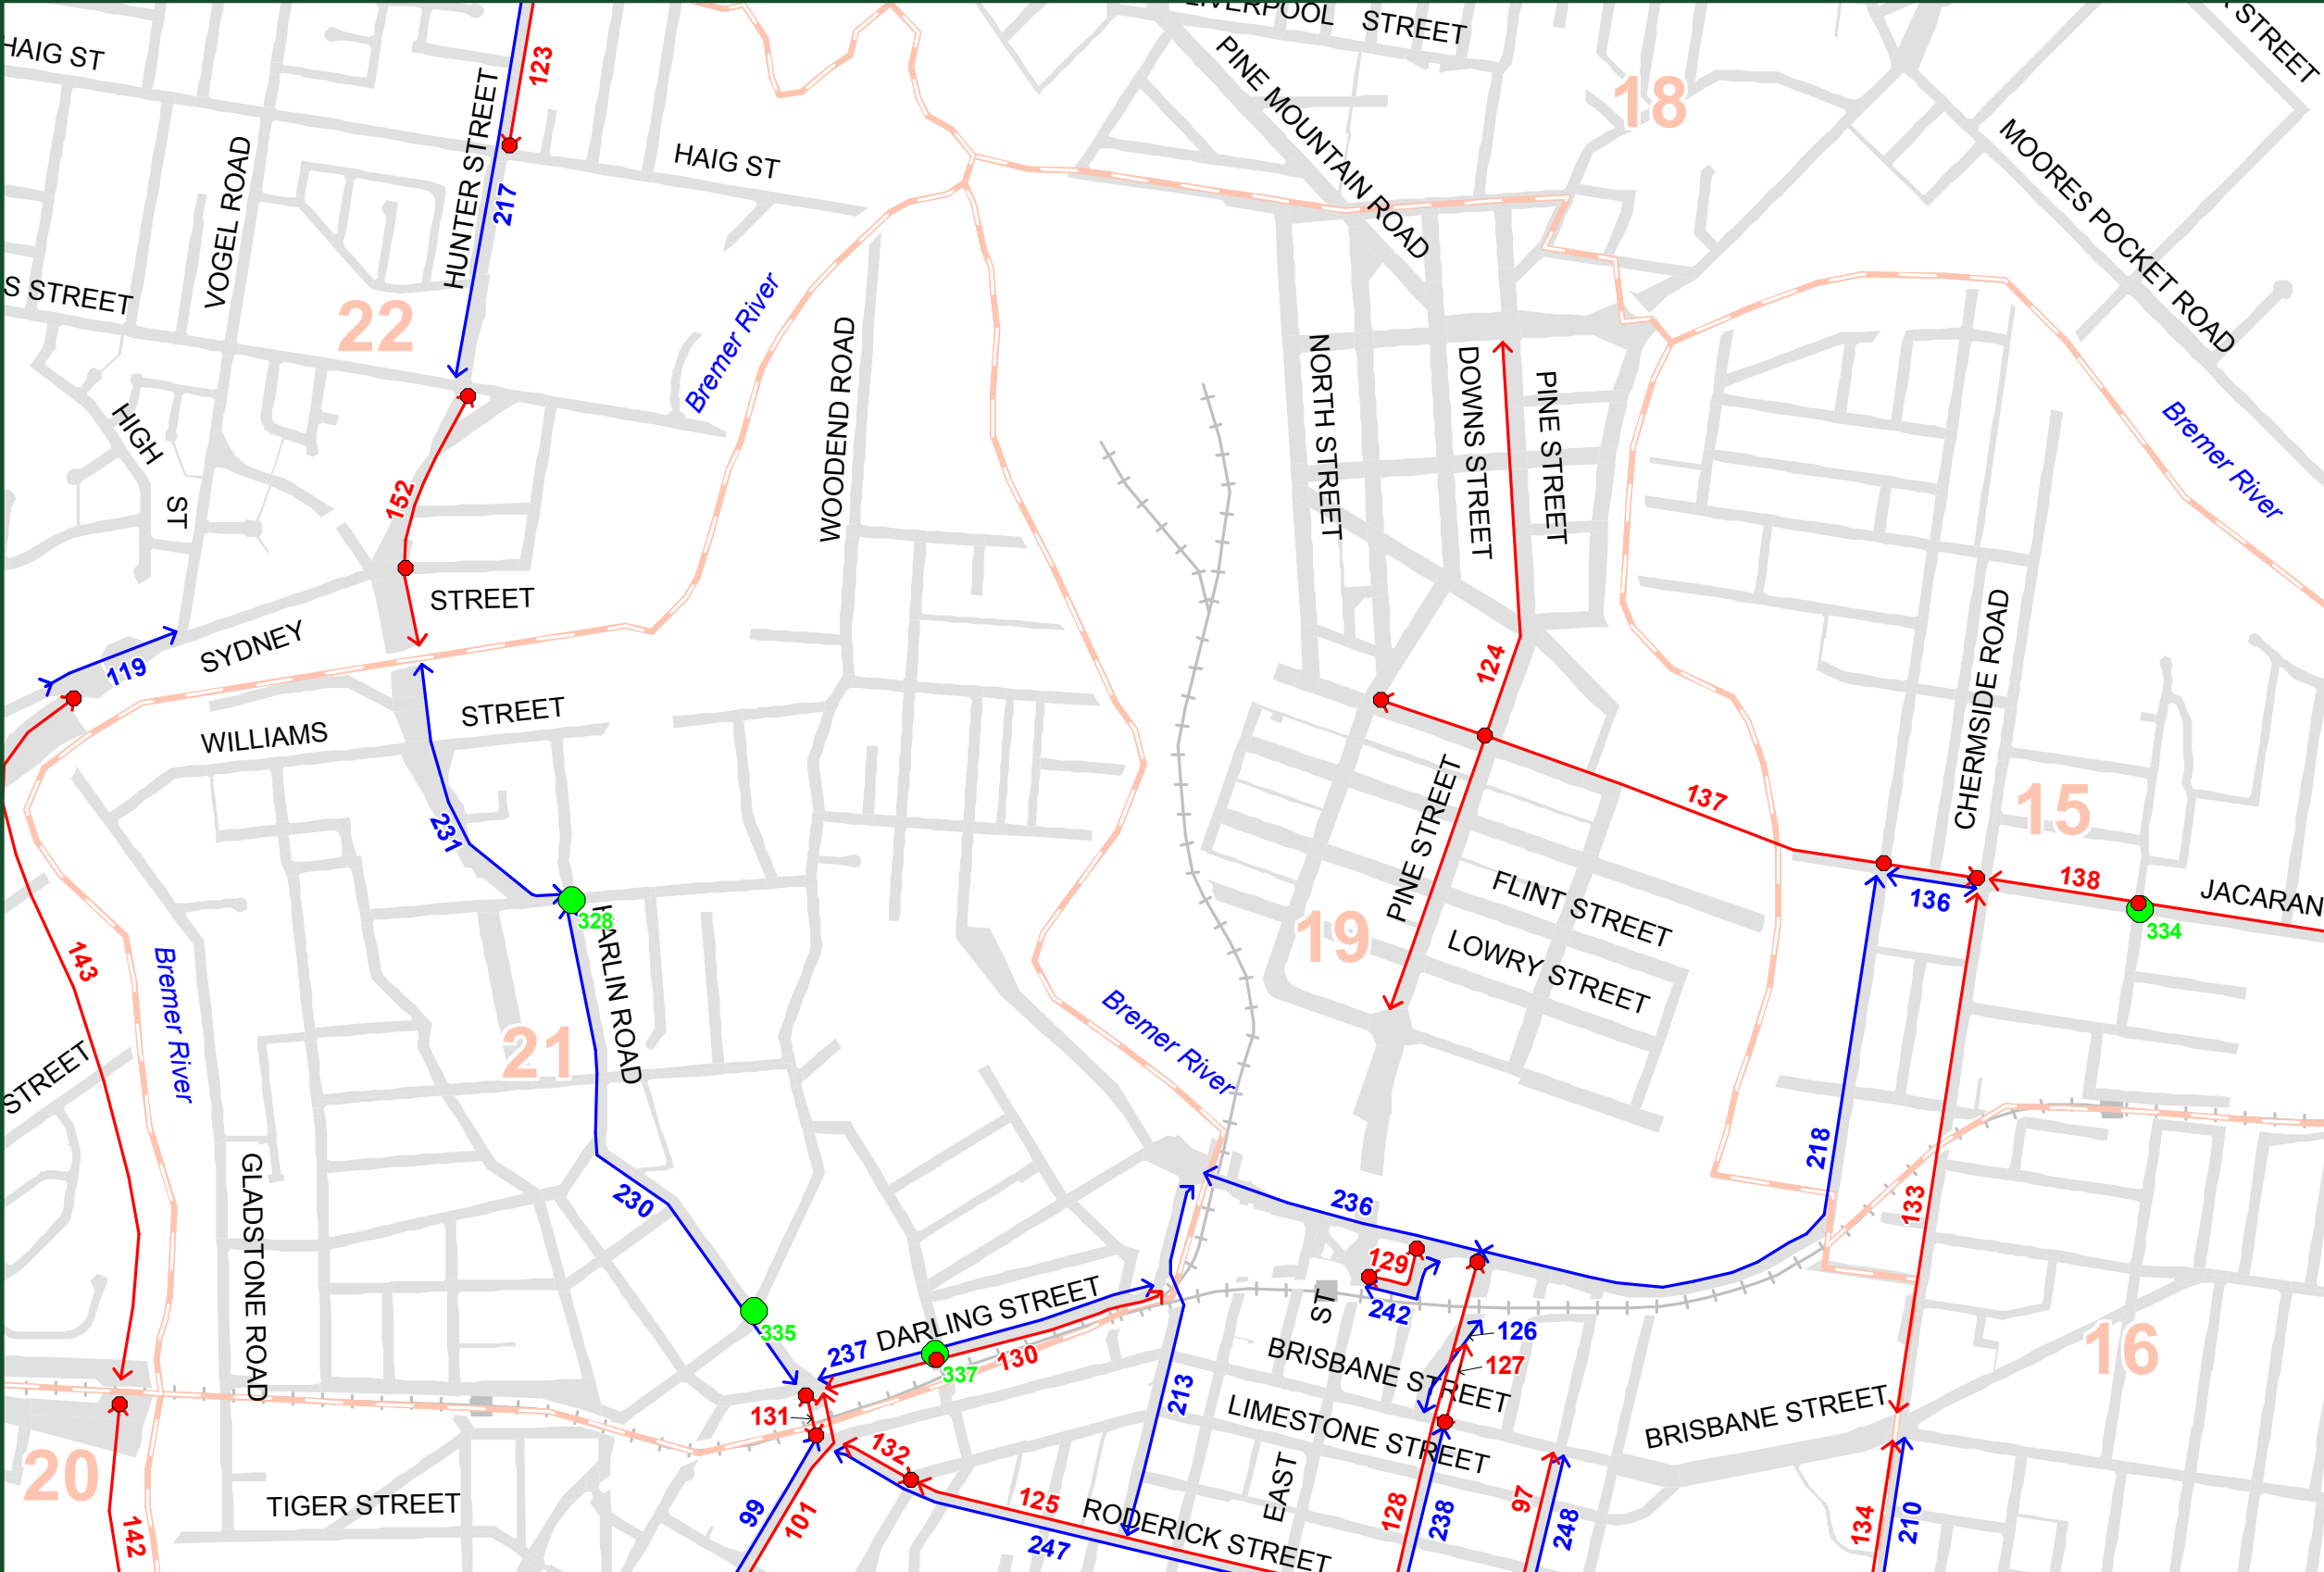 LIVERPOOL STREET
STREET
HAIG ST
123
PINE MOUNTAIN ROAD
18
HUNTER STREET
MOORES POCKET ROAD
HAIG ST
VOGEL ROAD
217
S STREET
22
Bremer River
WOODEND ROAD
NORTH STREET
DOWNS STREET
PINE STREET
Bremer River
HIGH ST
152
STREET
SYDNEY
119
CHERMSIDE ROAD
124
WILLIAMS STREET
137
15
231
PINE STREET
138
136
JACARAN
FLINT STREET
328
334
19
LOWRY STREET
143
Bremer River
ARLIN ROAD
21
Bremer River
STREET
218
230
GLADSTONE ROAD
236
133
129
242
ST
DARLING STREET
335
126
237
130
127
337
BRISBANE STREET
16
213
131
LIMESTONE STREET
BRISBANE STREET
132
20
EAST
TIGER STREET
125
RODERICK STREET
99
101
128
238
97
248
134
210
142
247